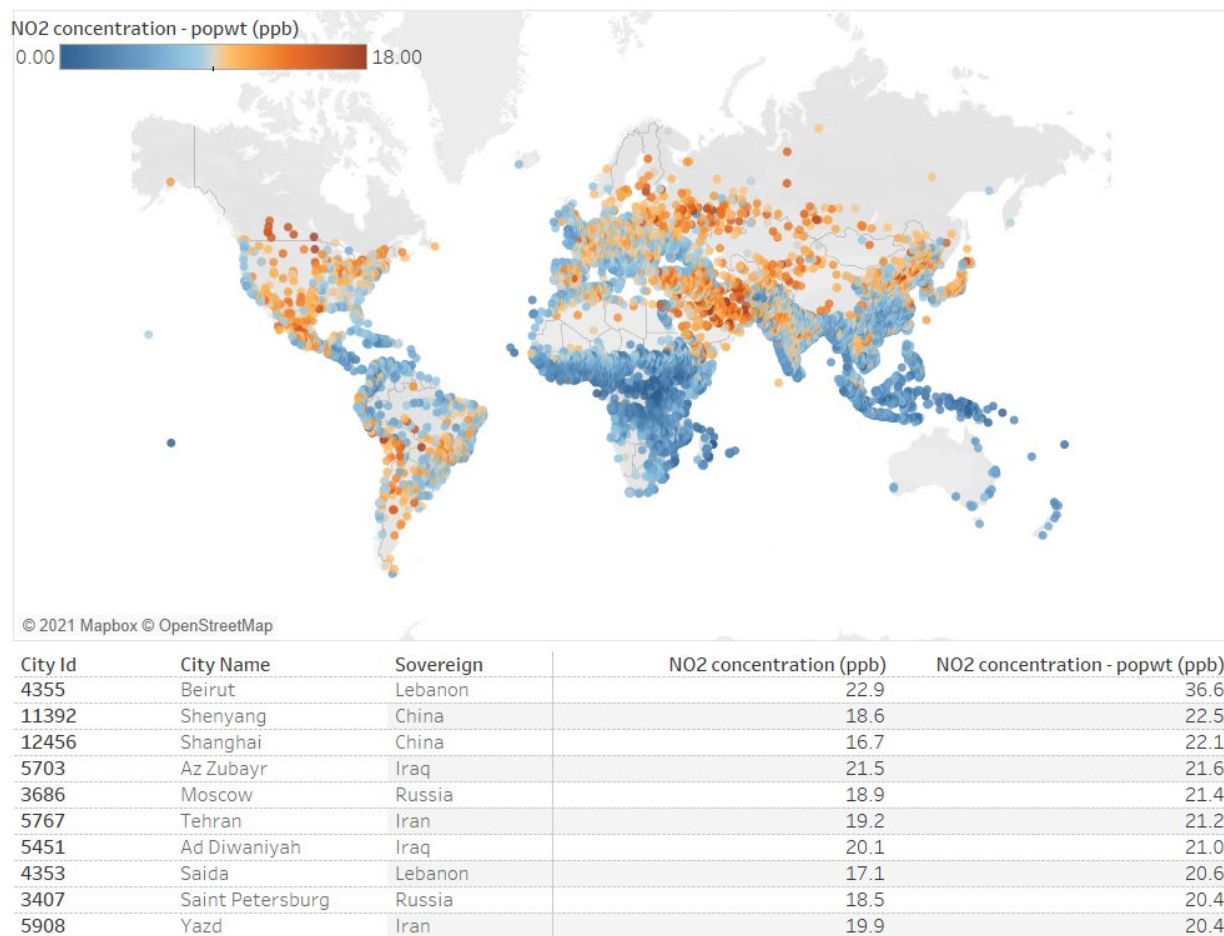 NO2 concentration - popwt (ppb)
0.00 18.00
© 2021 Mapbox © OpenStreetMap
City Id City Name Sovereign NO2 concentration (ppb) NO2 concentration - popwt (ppb)
4355 Beirut Lebanon 22.9 36.6
11392 Shenyang China 18.6 22.5
12456 Shanghai China 16.7 22.1
5703 Az Zubayr Iraq 21.5 21.6
3686 Moscow Russia 18.9 21.4
5767 Tehran Iran 19.2 21.2
5451 Ad Diwaniyah Iraq 20.1 21.0
4353 Saida Lebanon 17.1 20.6
3407 Saint Petersburg Russia 18.5 20.4
5908 Yazd Iran 19.9 20.4